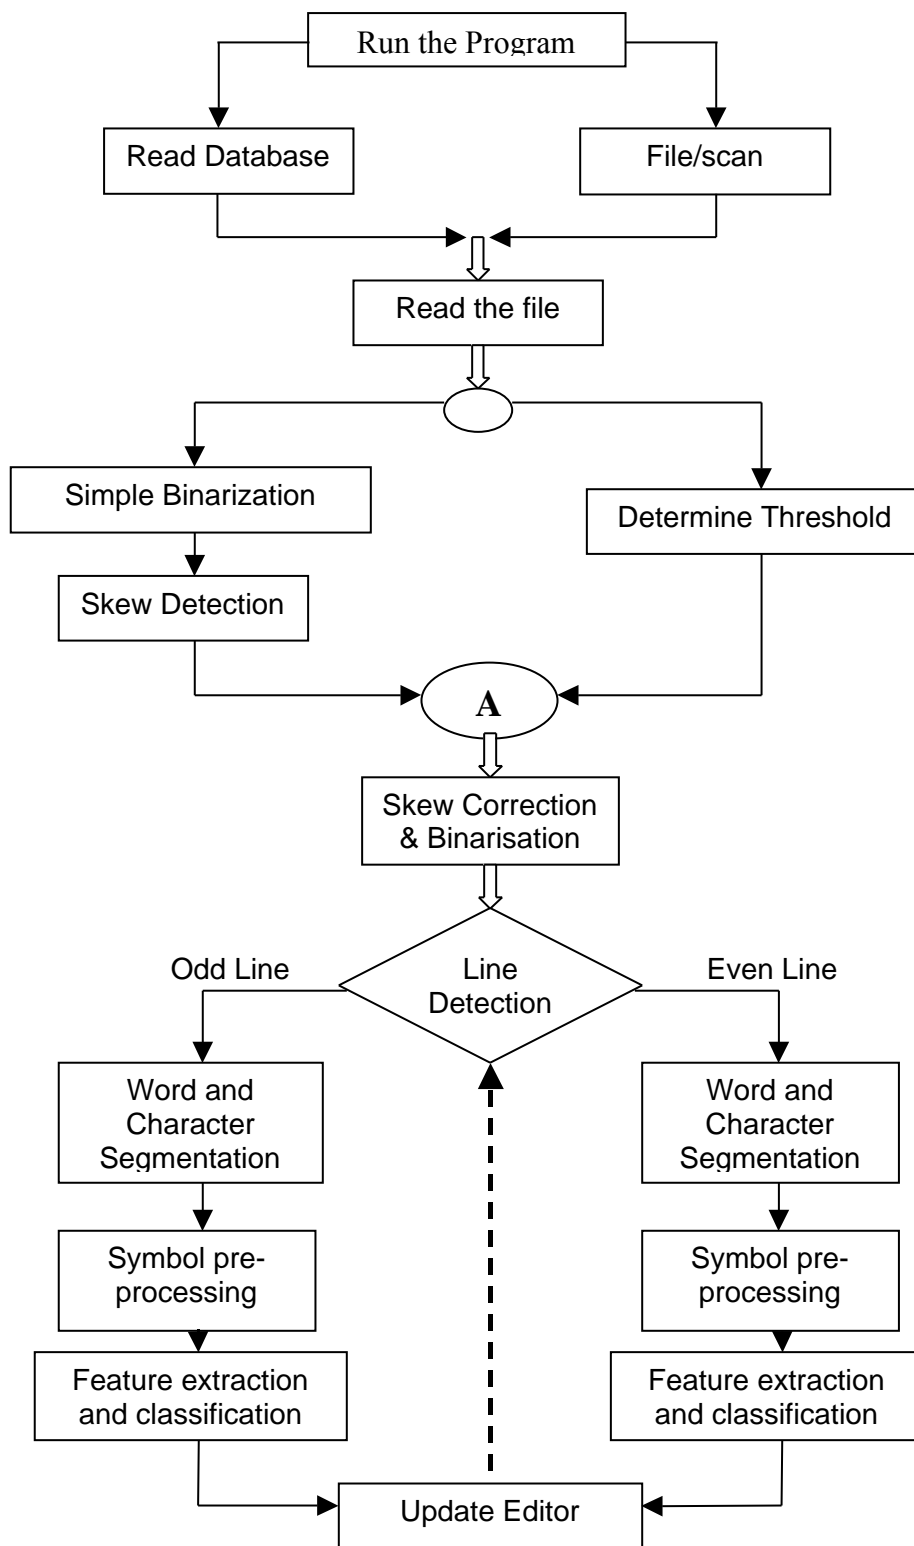 Run the Program
Read Database
File/scan
Read the file
Simple Binarization
Determine Threshold
Skew Detection
A
Skew Correction
& Binarisation
Odd Line
Line
Detection
Even Line
Word and
Character
Segmentation
Word and
Character
Segmentation
Symbol pre-
processing
Symbol pre-
processing
Feature extraction
and classification
Feature extraction
and classification
Update Editor